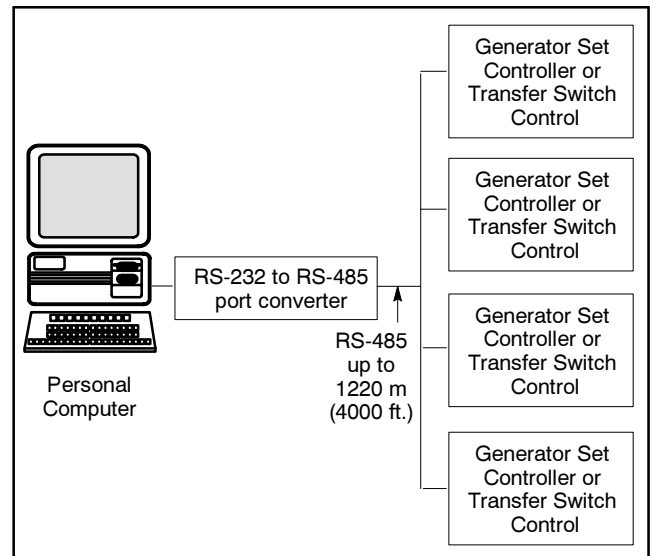 Generator Set
Controller or
Transfer Switch
Control
Generator Set
Controller or
Transfer Switch
Control
RS-232 to RS-485
port converter
Generator Set
Controller or
Transfer Switch
Control
RS-485
up to
1220 m
(4000 ft.)
Personal
Computer
Generator Set
Controller or
Transfer Switch
Control